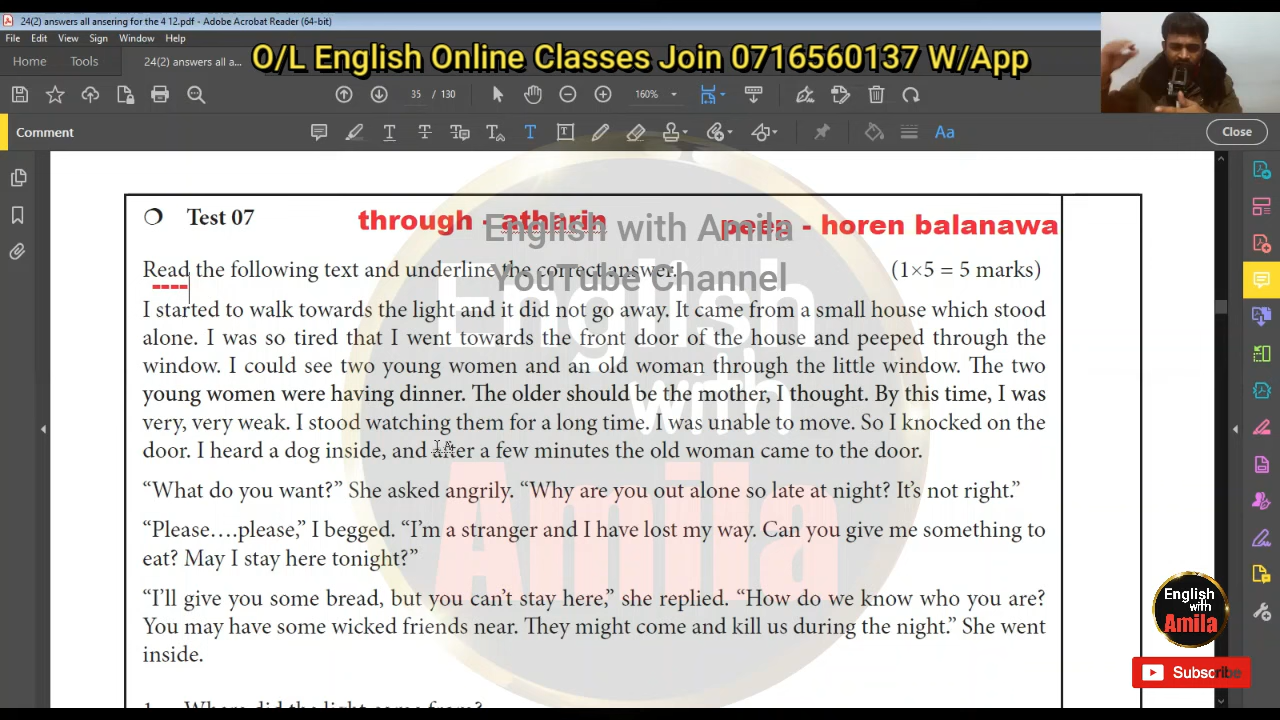 24(2) answers all ansering for the 4 12.pdf - Adobe Acrobat Reader (64-bit)
File Edit View Sign Window Help
O/L English Online Classes Join 0716560137 W/App
Home Tools 24(2) answers all a...
35 / 130 160%
Comment
Close
Test 07
through - atharin
peep - horen balanawa
English with Amila
YouTube Channel
Read the following text and underline the correct answer. (1×5 = 5 marks)
----
I started to walk towards the light and it did not go away. It came from a small house which stood
alone. I was so tired that I went towards the front door of the house and peeped through the
window. I could see two young women and an old woman through the little window. The two
young women were having dinner. The older should be the mother, I thought. By this time, I was
very, very weak. I stood watching them for a long time. I was unable to move. So I knocked on the
door. I heard a dog inside, and after a few minutes the old woman came to the door.
“What do you want?” She asked angrily. “Why are you out alone so late at night? It’s not right.”
“Please….please,” I begged. “I’m a stranger and I have lost my way. Can you give me something to
eat? May I stay here tonight?”
“I’ll give you some bread, but you can’t stay here,” she replied. “How do we know who you are?
You may have some wicked friends near. They might come and kill us during the night.” She went
inside.
1. Where did the light come from?
English
with
Amila
English
with
Amila
Subscribe